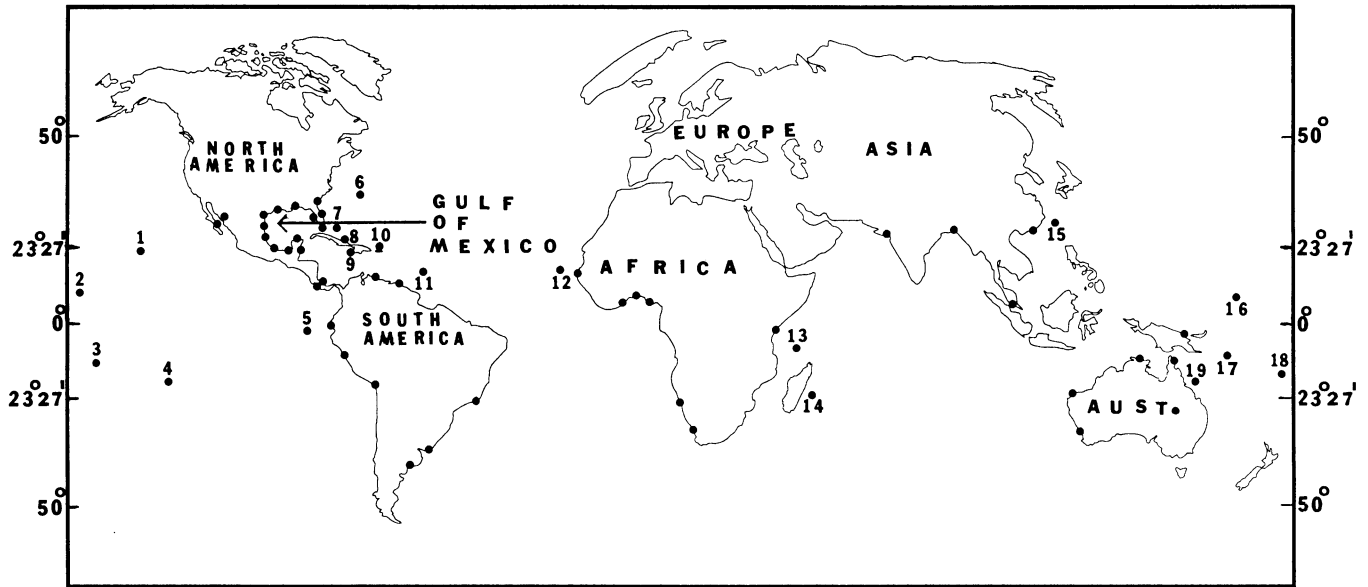 50°
50°
NORTH
AMERICA
EUROPE
ASIA
6
GULF
OF
MEXICO
7
8
9
10
11
1
23°27'
23°27'
2
12
AFRICA
15
16
0°
0°
5
SOUTH
AMERICA
13
3
4
14
17
18
19
23°27'
23°27'
AUST.
50°
50°